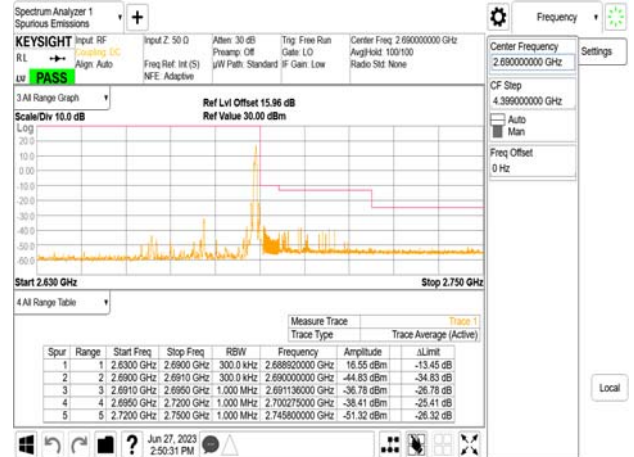 Spectrum Analyzer 1
Spurious Emissions
Frequency
KEYSIGHT Input: RF Input Z: 50 Ω Atten: 30 dB Trig: Free Run Center Freq: 2.690000000 GHz
Coupling: DC Preamp: Off Gate: LO Avg|Hold: 100/100
RL Align: Auto Freq Ref: Int (S) µW Path: Standard IF Gain: Low Radio Std: None
NFE: Adaptive
LW PASS
Center Frequency
2.690000000 GHz
Settings
CF Step
4.399000000 GHz
Auto
Man
Freq Offset
0 Hz
3 All Range Graph
Ref Lvl Offset 15.96 dB
Scale/Div 10.0 dB Ref Value 30.00 dBm
Log
20.0
10.0
0.00
-10.0
-20.0
-30.0
-40.0
-50.0
-60.0
Start 2.630 GHz Stop 2.750 GHz
4 All Range Table
Measure Trace Trace 1
Trace Type Trace Average (Active)
Spur Range Start Freq Stop Freq RBW Frequency Amplitude ΔLimit
1 1 2.6300 GHz 2.6900 GHz 300.0 kHz 2.688920000 GHz 16.55 dBm -13.45 dB
2 2 2.6900 GHz 2.6910 GHz 300.0 kHz 2.690000000 GHz -44.83 dBm -34.83 dB
3 3 2.6910 GHz 2.6950 GHz 1.000 MHz 2.691136000 GHz -36.78 dBm -26.78 dB
4 4 2.6950 GHz 2.7200 GHz 1.000 MHz 2.700275000 GHz -38.41 dBm -25.41 dB
5 5 2.7200 GHz 2.7500 GHz 1.000 MHz 2.745800000 GHz -51.32 dBm -26.32 dB
Local
Jun 27, 2023
2:50:31 PM